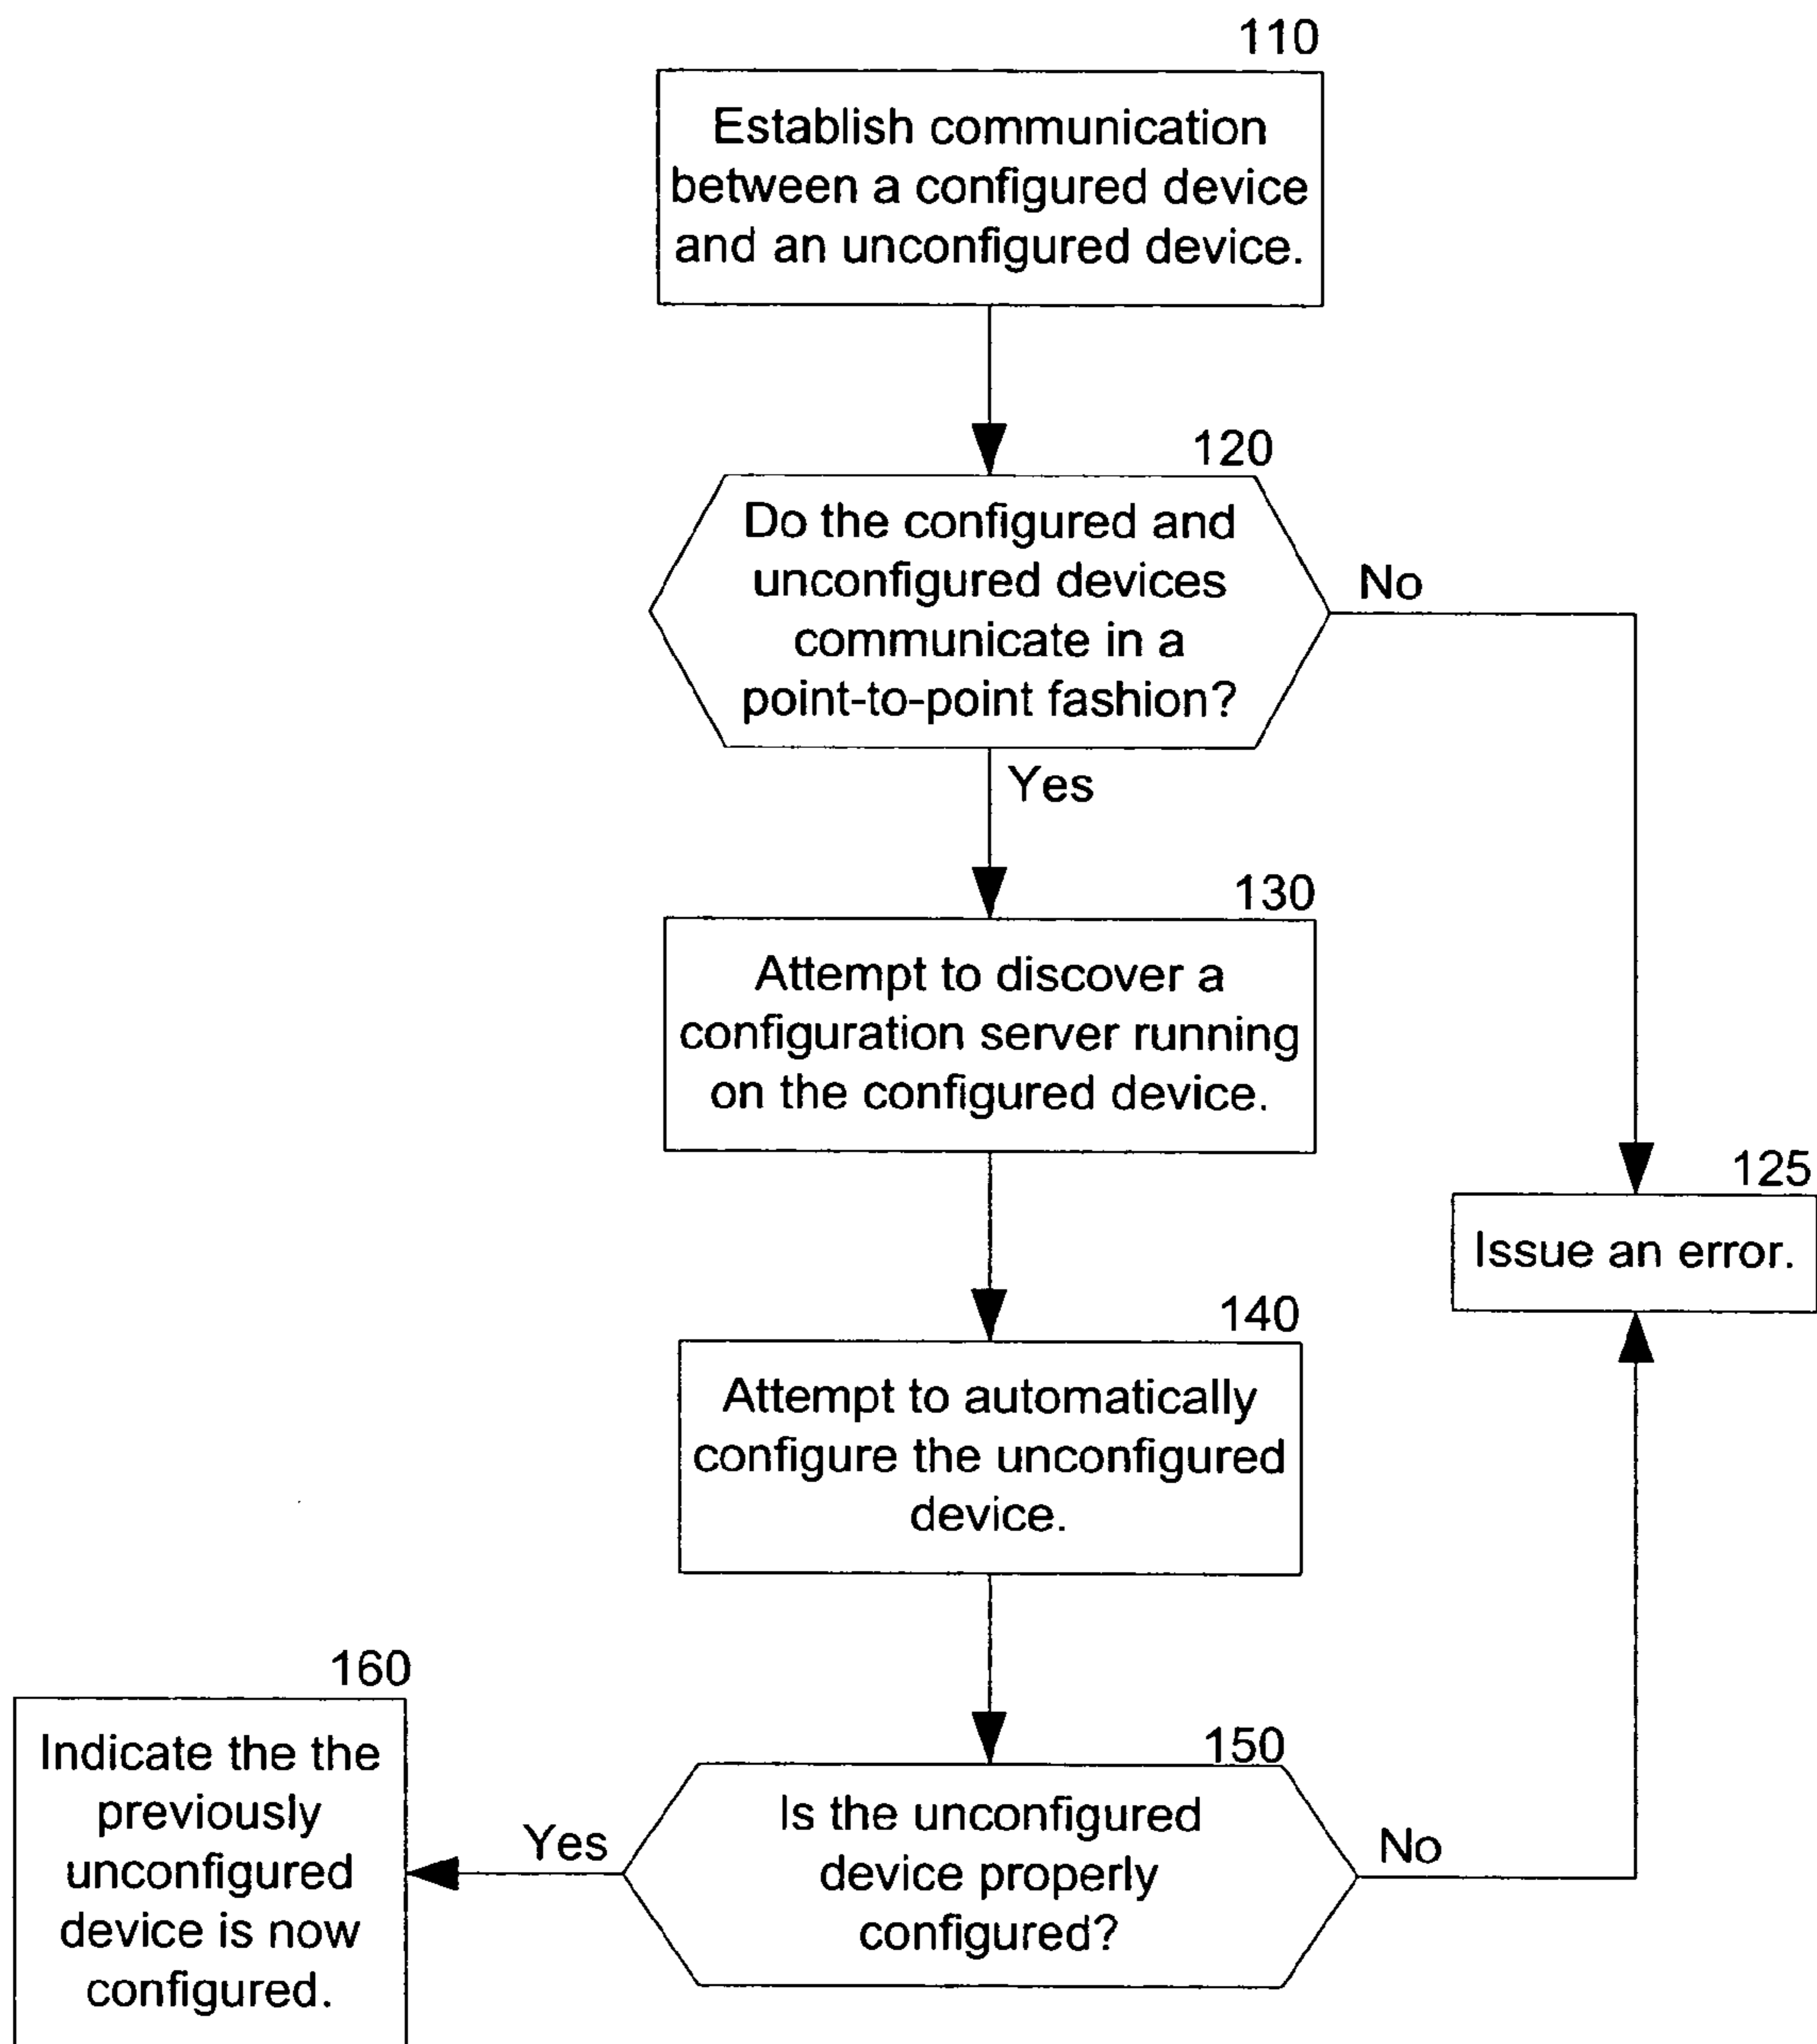 110
Establish communication
between a configured device
and an unconfigured device.
120
Do the configured and
unconfigured devices
communicate in a
point-to-point fashion?
No
Yes
130
Attempt to discover a
configuration server running
on the configured device.
125
Issue an error.
140
Attempt to automatically
configure the unconfigured
device.
160
Indicate the the
previously
unconfigured
device is now
configured.
Yes
150
Is the unconfigured
device properly
configured?
No